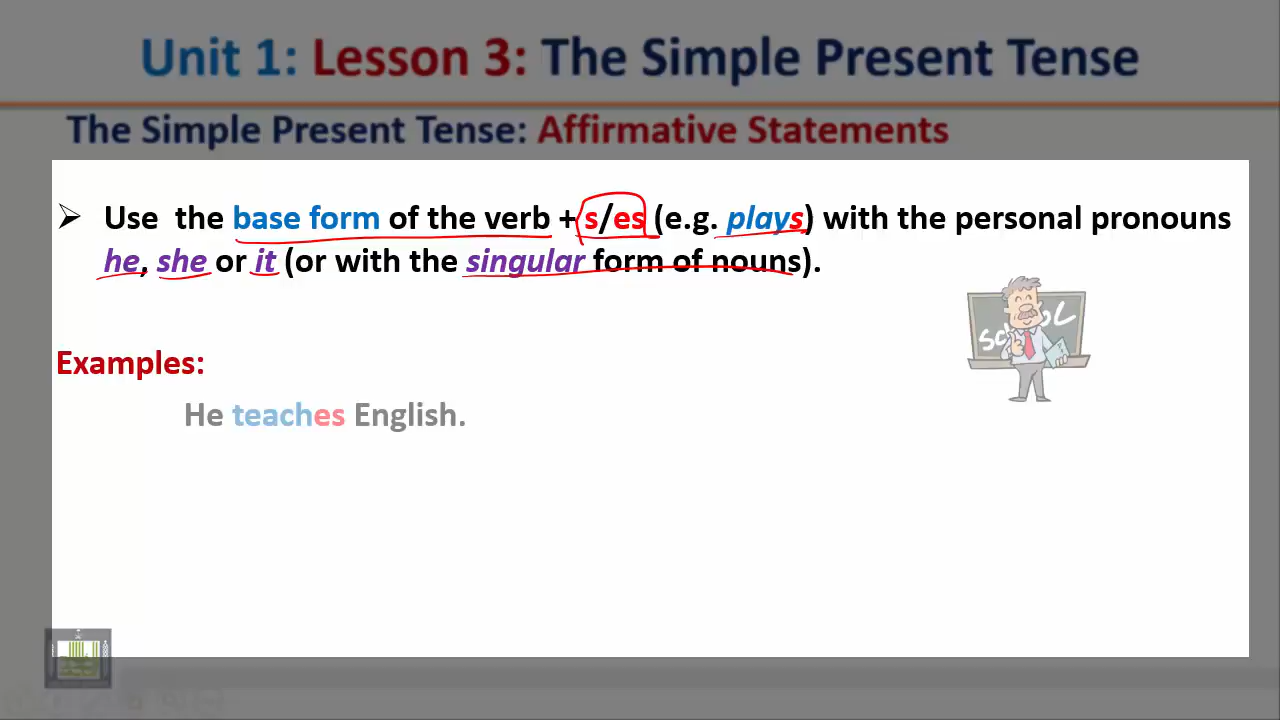 Unit 1: Lesson 3: The Simple Present Tense
The Simple Present Tense: Affirmative Statements
Use the base form of the verb + s/es (e.g. plays) with the personal pronouns
he, she or it (or with the singular form of nouns).
Examples:
He teaches English.